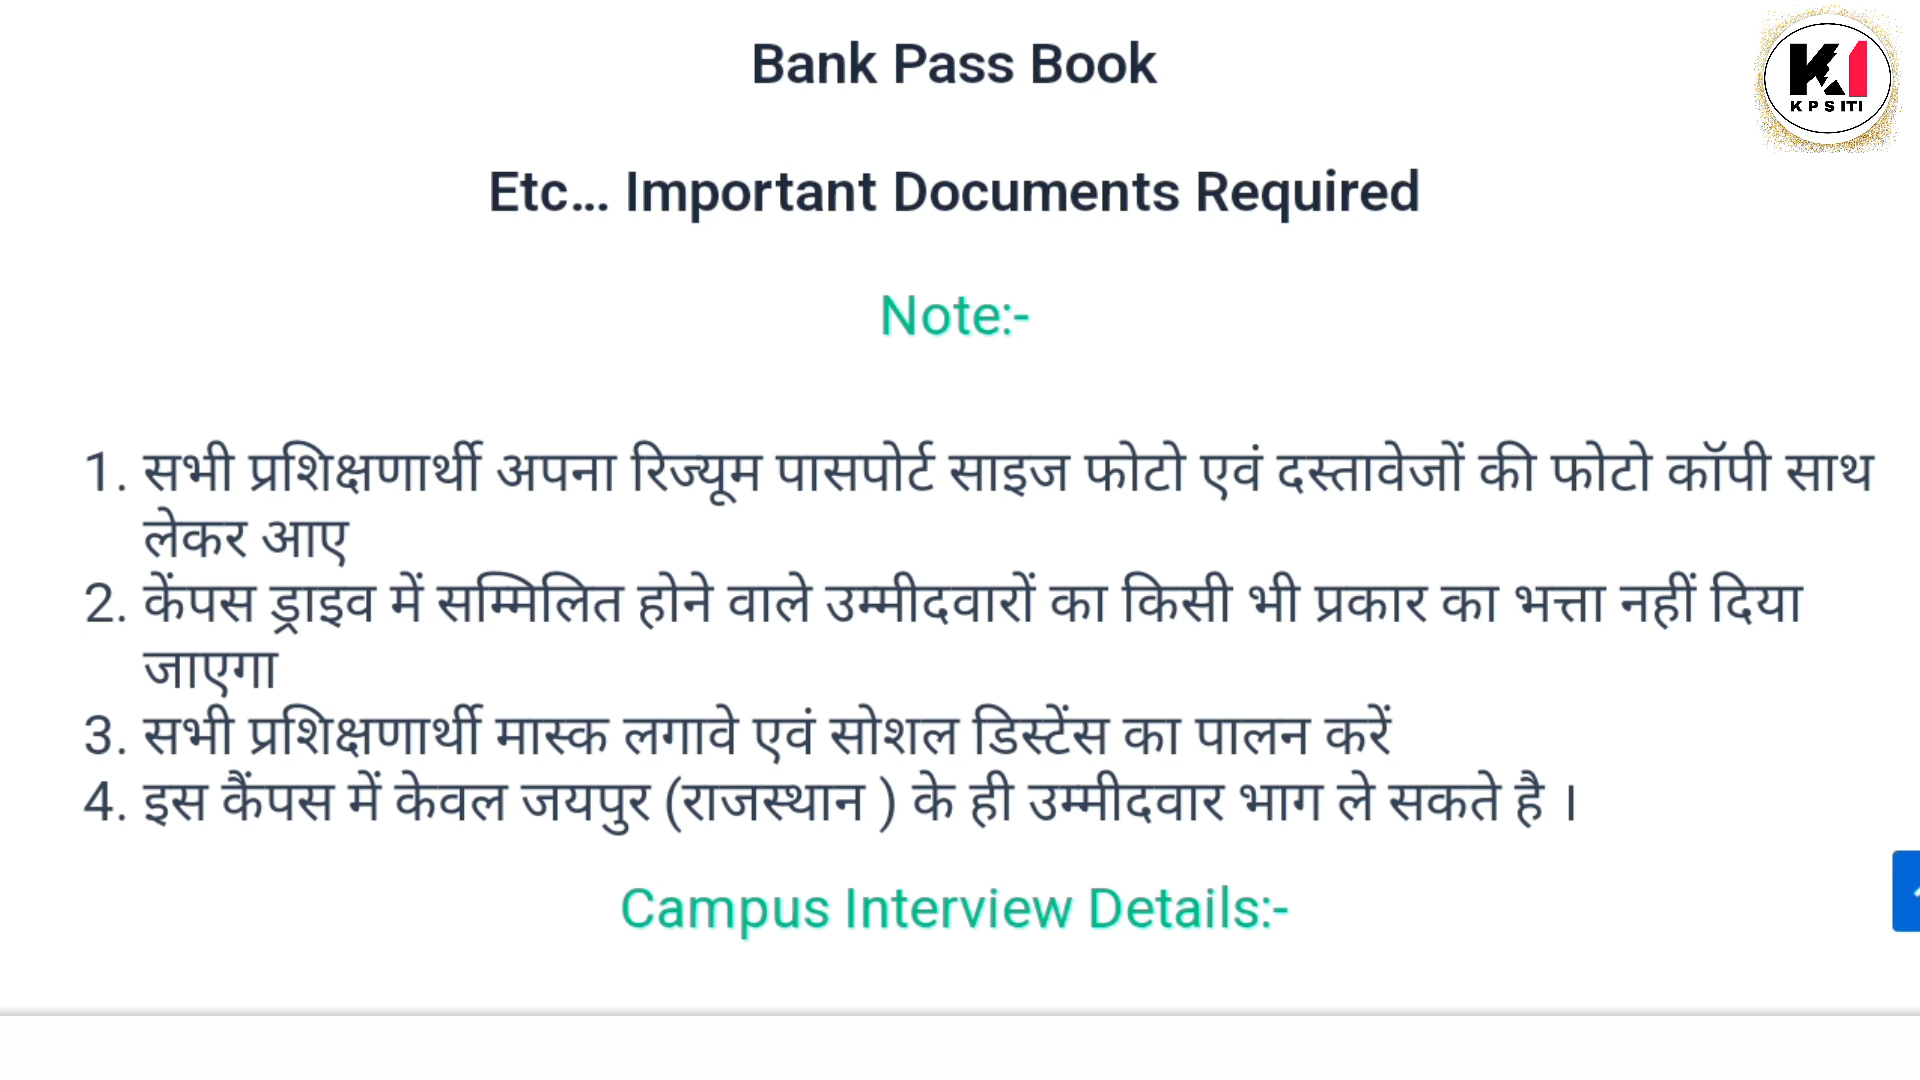 Bank Pass Book
K P S ITI
Etc... Important Documents Required
Note:-
1. सभी प्रशिक्षणार्थी अपना रिज्यूम पासपोर्ट साइज फोटो एवं दस्तावेजों की फोटो कॉपी साथ
लेकर आए
2. केंपस ड्राइव में सम्मिलित होने वाले उम्मीदवारों का किसी भी प्रकार का भत्ता नहीं दिया
जाएगा
3. सभी प्रशिक्षणार्थी मास्क लगावे एवं सोशल डिस्टेंस का पालन करें
4. इस कैंपस में केवल जयपुर (राजस्थान ) के ही उम्मीदवार भाग ले सकते है ।
Campus Interview Details:-